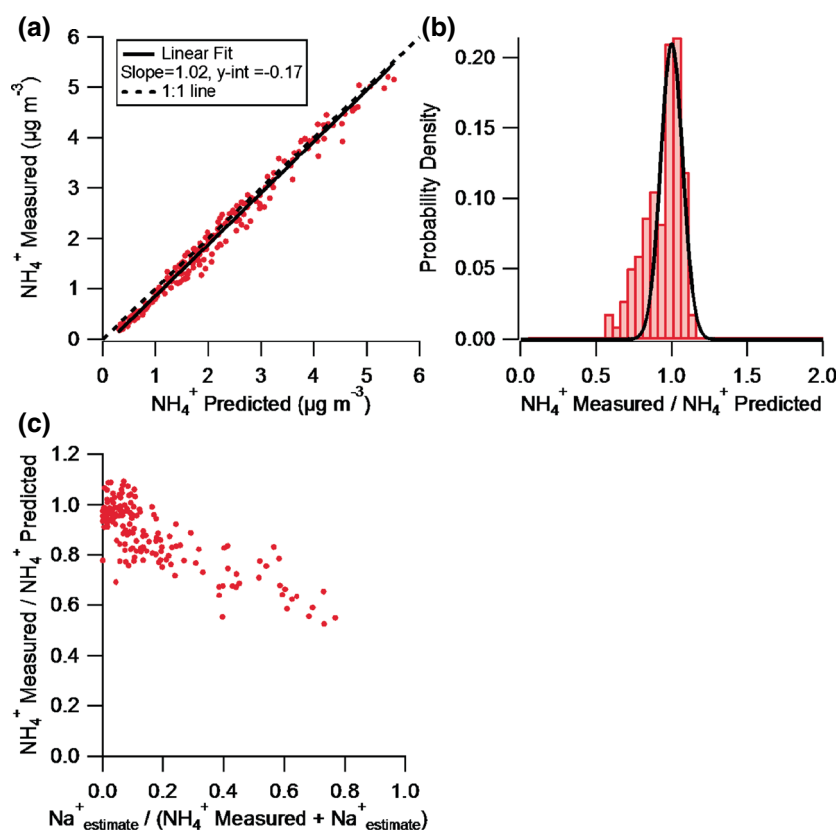 (a)
6
5
4
3
2
1
0
NH₄⁺ Measured (µg m⁻³)
Linear Fit
Slope=1.02, y-int =-0.17
1:1 line
0 1 2 3 4 5 6
NH₄⁺ Predicted (µg m⁻³)
(b)
0.20
0.15
0.10
0.05
0.00
Probability Density
0.0 0.5 1.0 1.5 2.0
NH₄⁺ Measured / NH₄⁺ Predicted
(c)
1.2
1.0
0.8
0.6
0.4
0.2
0.0
NH₄⁺ Measured / NH₄⁺ Predicted
0.0 0.2 0.4 0.6 0.8 1.0
Na⁺estimate / (NH₄⁺ Measured + Na⁺estimate)